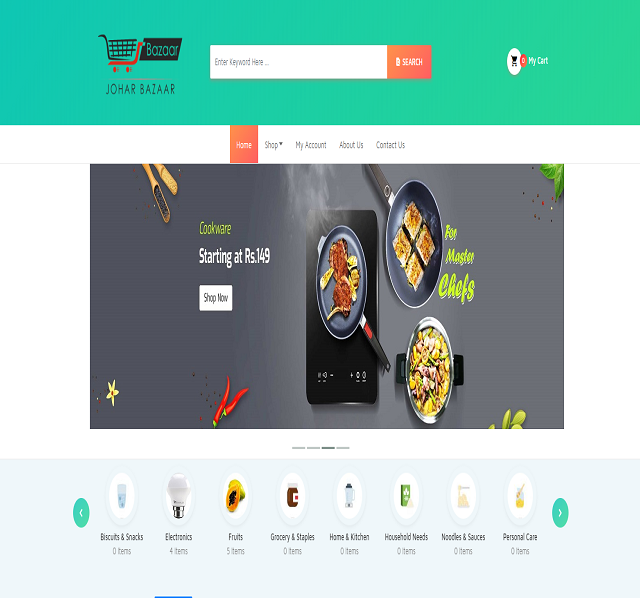 Bazaar
JOHAR BAZAAR
Enter Keyword Here ...
SEARCH
0 My Cart
Home Shop My Account About Us Contact Us
Cookware
Starting at Rs.149
Shop Now
For
Master
Chefs
Biscuits & Snacks Electronics Fruits Grocery & Staples Home & Kitchen Household Needs Noodles & Sauces Personal Care
0 Items 4 Items 5 Items 0 Items 0 Items 0 Items 0 Items 0 Items